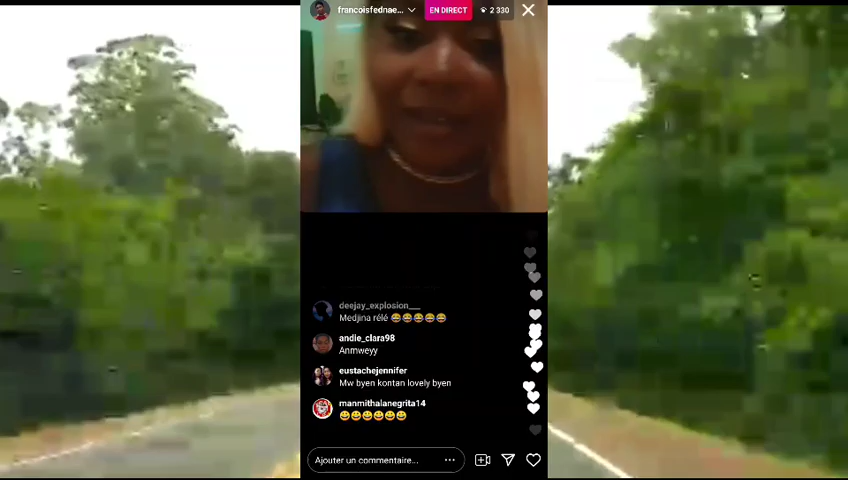 francoisfednae... EN DIRECT 2 330
deejay_explosion___
Medjina rélé 😂😂😂😂😂
andie_clara98
Anmweyy
eustachejennifer
Mw byen kontan lovely byen
manmithalanegrita14
😀😀😀😀😀😀
Ajouter un commentaire...